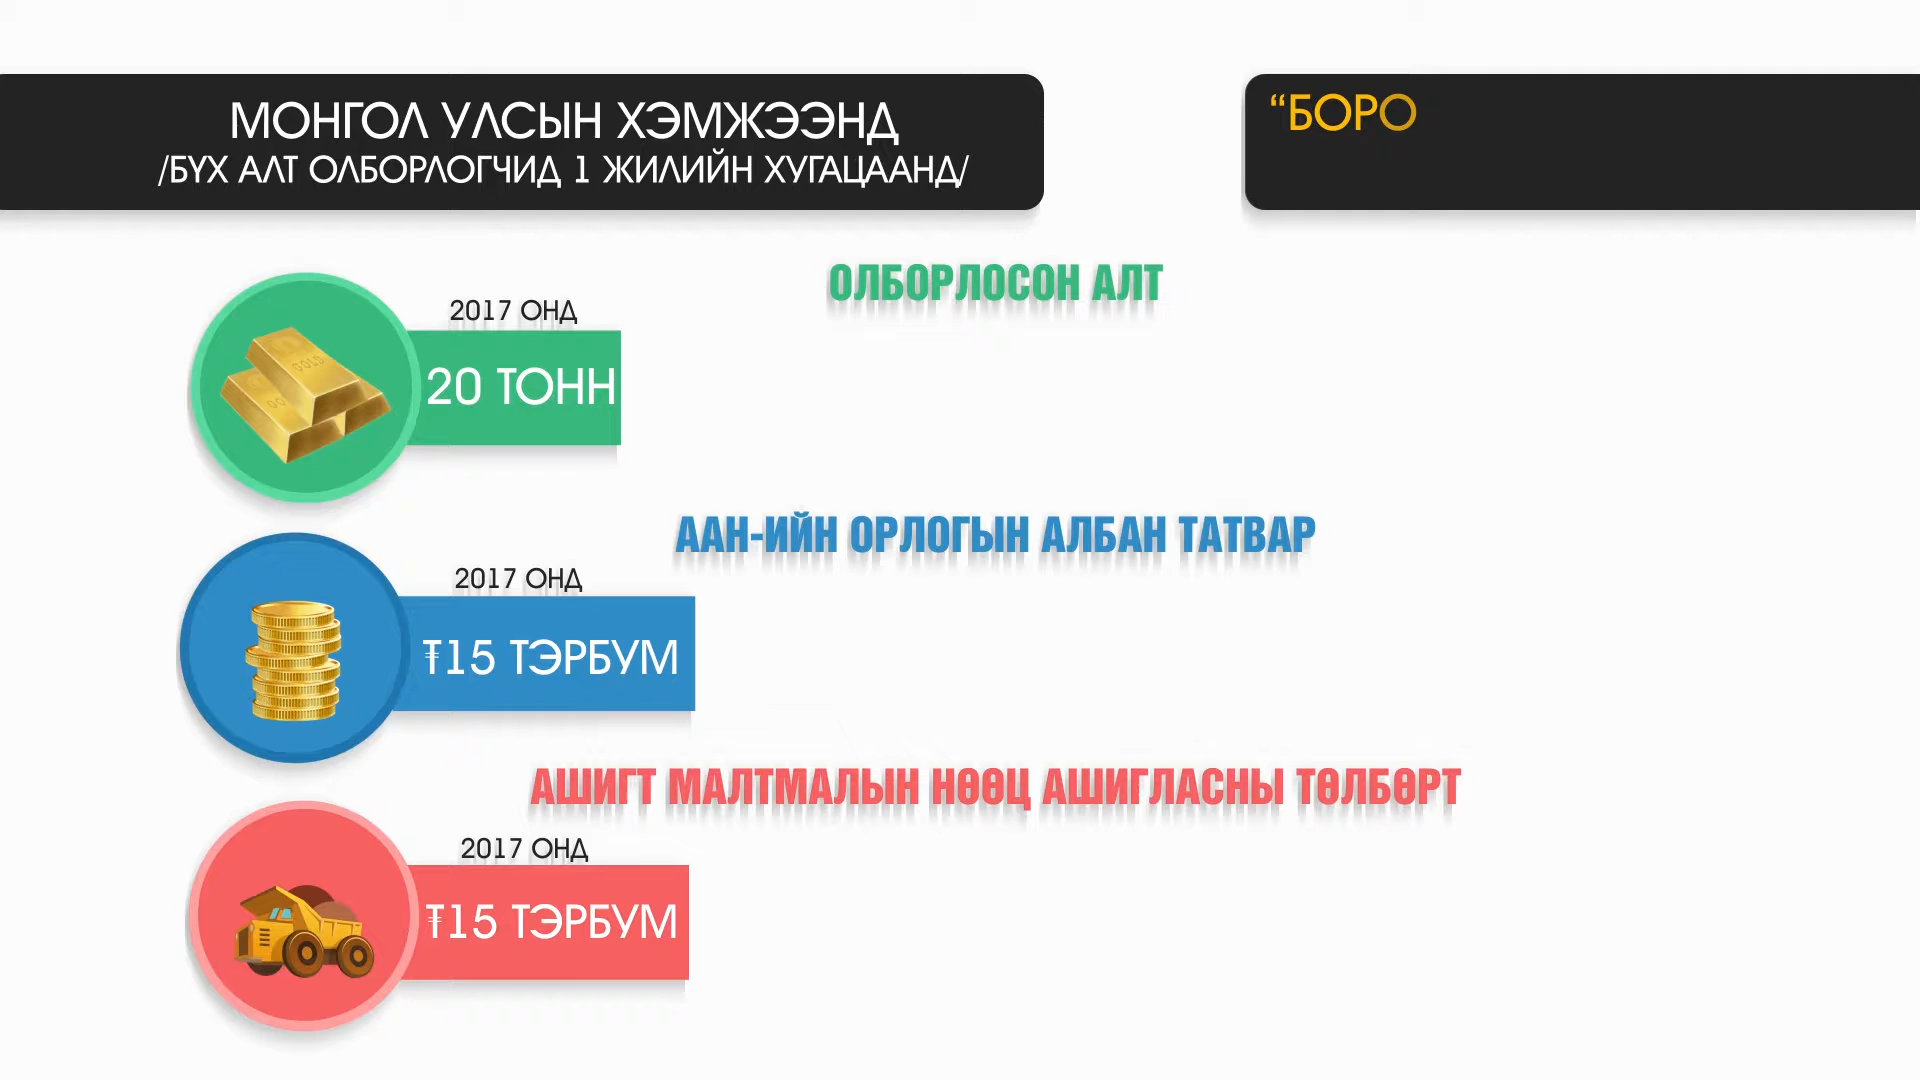 МОНГОЛ УЛСЫН ХЭМЖЭЭНД
/БҮХ АЛТ ОЛБОРЛОГЧИД 1 ЖИЛИЙН ХУГАЦААНД/
“БОРО
ОЛБОРЛОСОН АЛТ
2017 ОНД
20 ТОНН
ААН-ИЙН ОРЛОГЫН АЛБАН ТАТВАР
2017 ОНД
₮15 ТЭРБУМ
АШИГТ МАЛТМАЛЫН НӨӨЦ АШИГЛАСНЫ ТӨЛБӨРТ
2017 ОНД
₮15 ТЭРБУМ